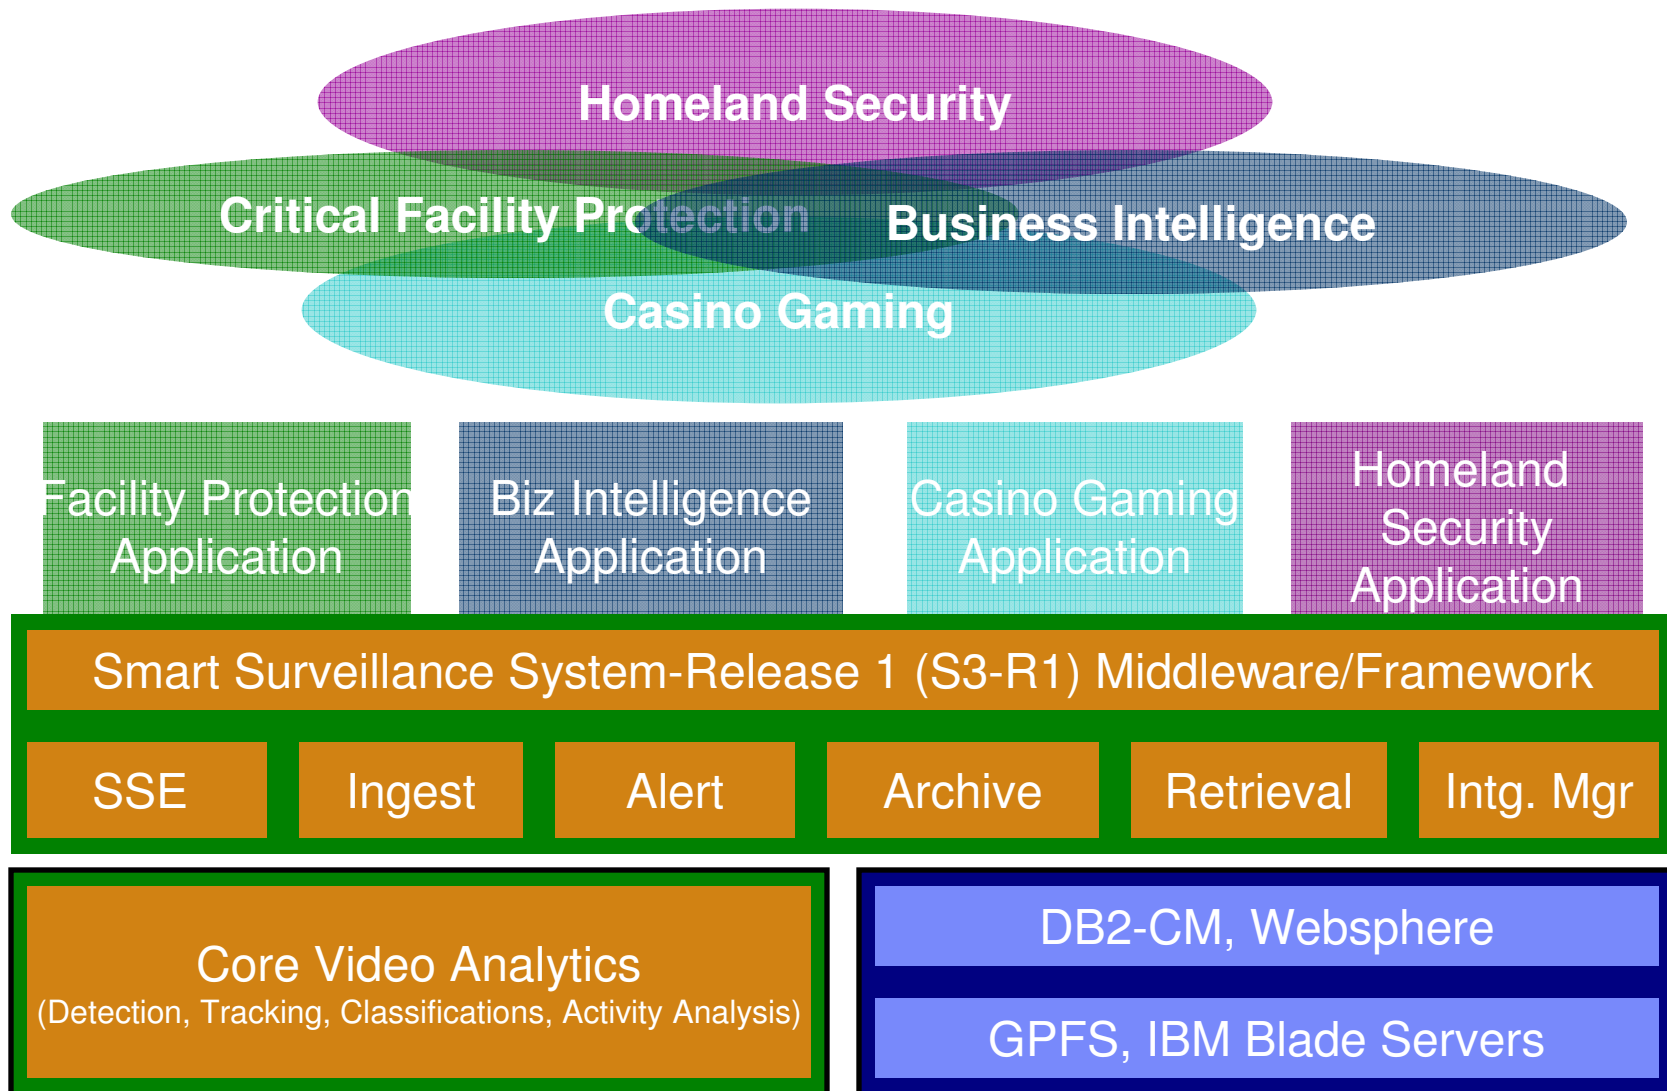 Homeland Security
Critical Facility Protection
Business Intelligence
Casino Gaming
Facility Protection
Application
Biz Intelligence
Application
Casino Gaming
Application
Homeland
Security
Application
Smart Surveillance System-Release 1 (S3-R1) Middleware/Framework
SSE
Ingest
Alert
Archive
Retrieval
Intg. Mgr
Core Video Analytics
(Detection, Tracking, Classifications, Activity Analysis)
DB2-CM, Websphere
GPFS, IBM Blade Servers